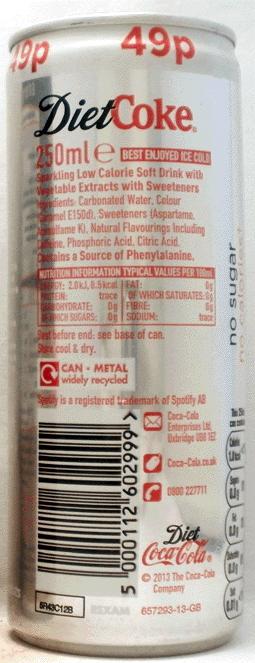 49p 49p
Diet Coke
250ml e BEST ENJOYED ICE COLD
Sparkling Low Calorie Soft Drink with
Vegetable Extracts with Sweeteners
Ingredients: Carbonated Water, Colour
(Caramel E150d), Sweeteners (Aspartame,
Acesulfame K), Natural Flavourings Including
Caffeine, Phosphoric Acid, Citric Acid.
Contains a Source of Phenylalanine.
NUTRITION INFORMATION TYPICAL VALUES PER 100ml
ENERGY: 2.0kJ, 0.5kcal FAT: 0g
PROTEIN: trace OF WHICH SATURATES: 0g
CARBOHYDRATE: 0g FIBRE: 0g
OF WHICH SUGARS: 0g SODIUM: trace
Best before end: see base of can.
Store cool & dry.
CAN - METAL
widely recycled
Spotify is a registered trademark of Spotify AB
Coca-Cola
Enterprises Ltd,
Uxbridge UB8 1EZ
Coca-Cola.co.uk
0800 227711
5 000112 602999 >
Diet
Coca-Cola
© 2013 The Coca-Cola
Company
REXAM 657293-13-GB
no sugar
no calories